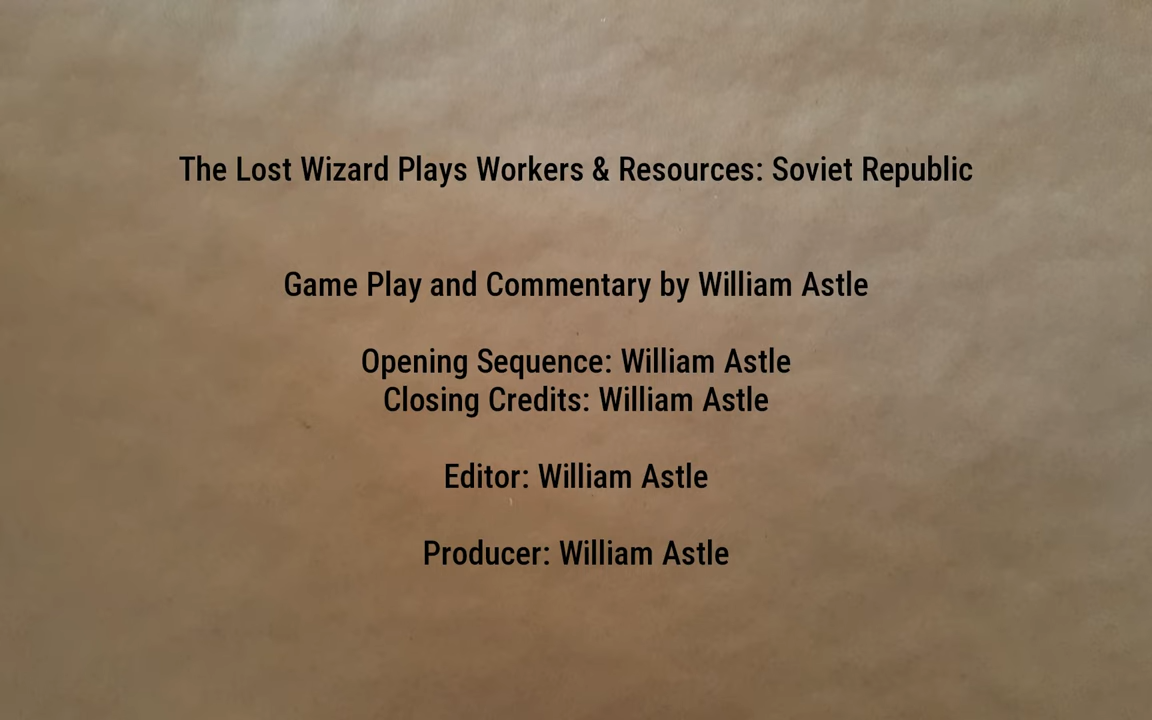 The Lost Wizard Plays Workers & Resources: Soviet Republic
Game Play and Commentary by William Astle
Opening Sequence: William Astle
Closing Credits: William Astle
Editor: William Astle
Producer: William Astle